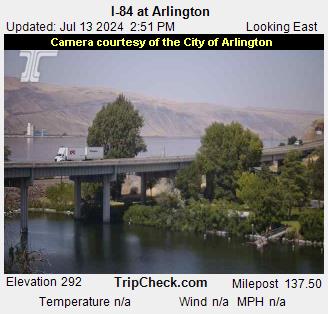 I-84 at Arlington
Updated: Jul 13 2024 2:51 PM Looking East
Camera courtesy of the City of Arlington
Elevation 292 TripCheck.com Milepost 137.50
Temperature n/a Wind n/a MPH n/a